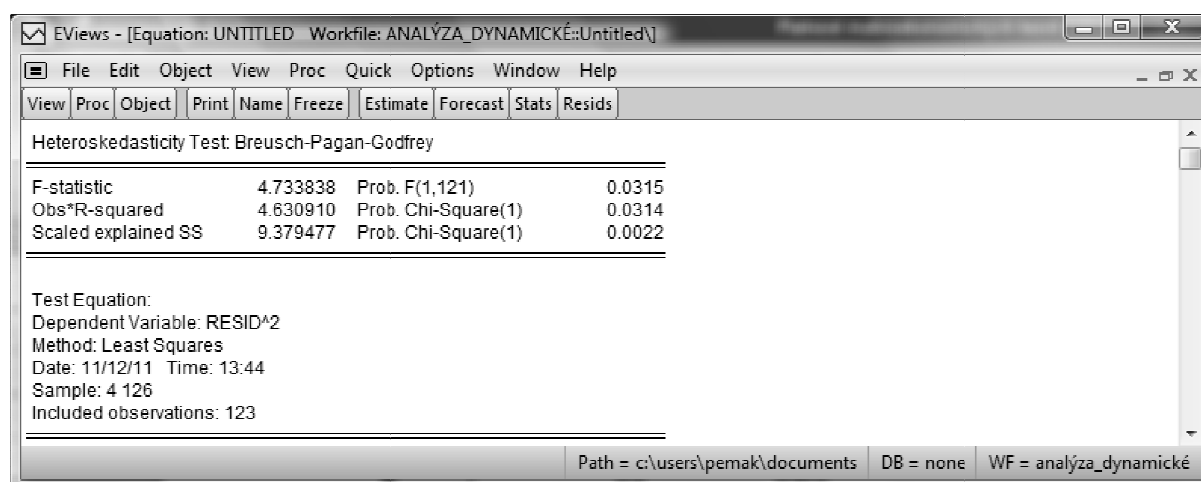 EViews - [Equation: UNTITLED Workfile: ANALÝZA_DYNAMICKÉ::Untitled\]
File Edit Object View Proc Quick Options Window Help
View Proc Object Print Name Freeze Estimate Forecast Stats Resids
Heteroskedasticity Test: Breusch-Pagan-Godfrey
F-statistic 4.733838 Prob. F(1,121) 0.0315
Obs*R-squared 4.630910 Prob. Chi-Square(1) 0.0314
Scaled explained SS 9.379477 Prob. Chi-Square(1) 0.0022
Test Equation:
Dependent Variable: RESID^2
Method: Least Squares
Date: 11/12/11 Time: 13:44
Sample: 4 126
Included observations: 123
Path = c:\users\pemak\documents DB = none WF = analýza_dynamické